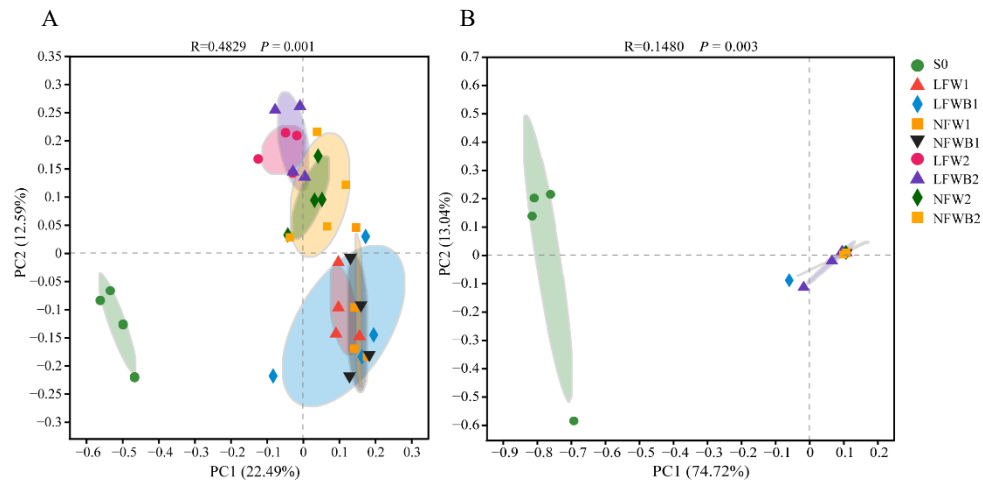 A
B
R=0.4829 P = 0.001
R=0.1480 P = 0.003
0.35
0.3
0.25
0.2
0.15
0.1
0.05
0
−0.05
−0.1
−0.15
−0.2
−0.25
−0.3
PC2 (12.59%)
−0.6 −0.5 −0.4 −0.3 −0.2 −0.1 0 0.1 0.2 0.3
PC1 (22.49%)
0.7
0.6
0.5
0.4
0.3
0.2
0.1
0
−0.1
−0.2
−0.3
−0.4
−0.5
−0.6
PC2 (13.04%)
−0.9 −0.8 −0.7 −0.6 −0.5 −0.4 −0.3 −0.2 −0.1 0 0.1 0.2
PC1 (74.72%)
S0
LFW1
LFWB1
NFW1
NFWB1
LFW2
LFWB2
NFW2
NFWB2